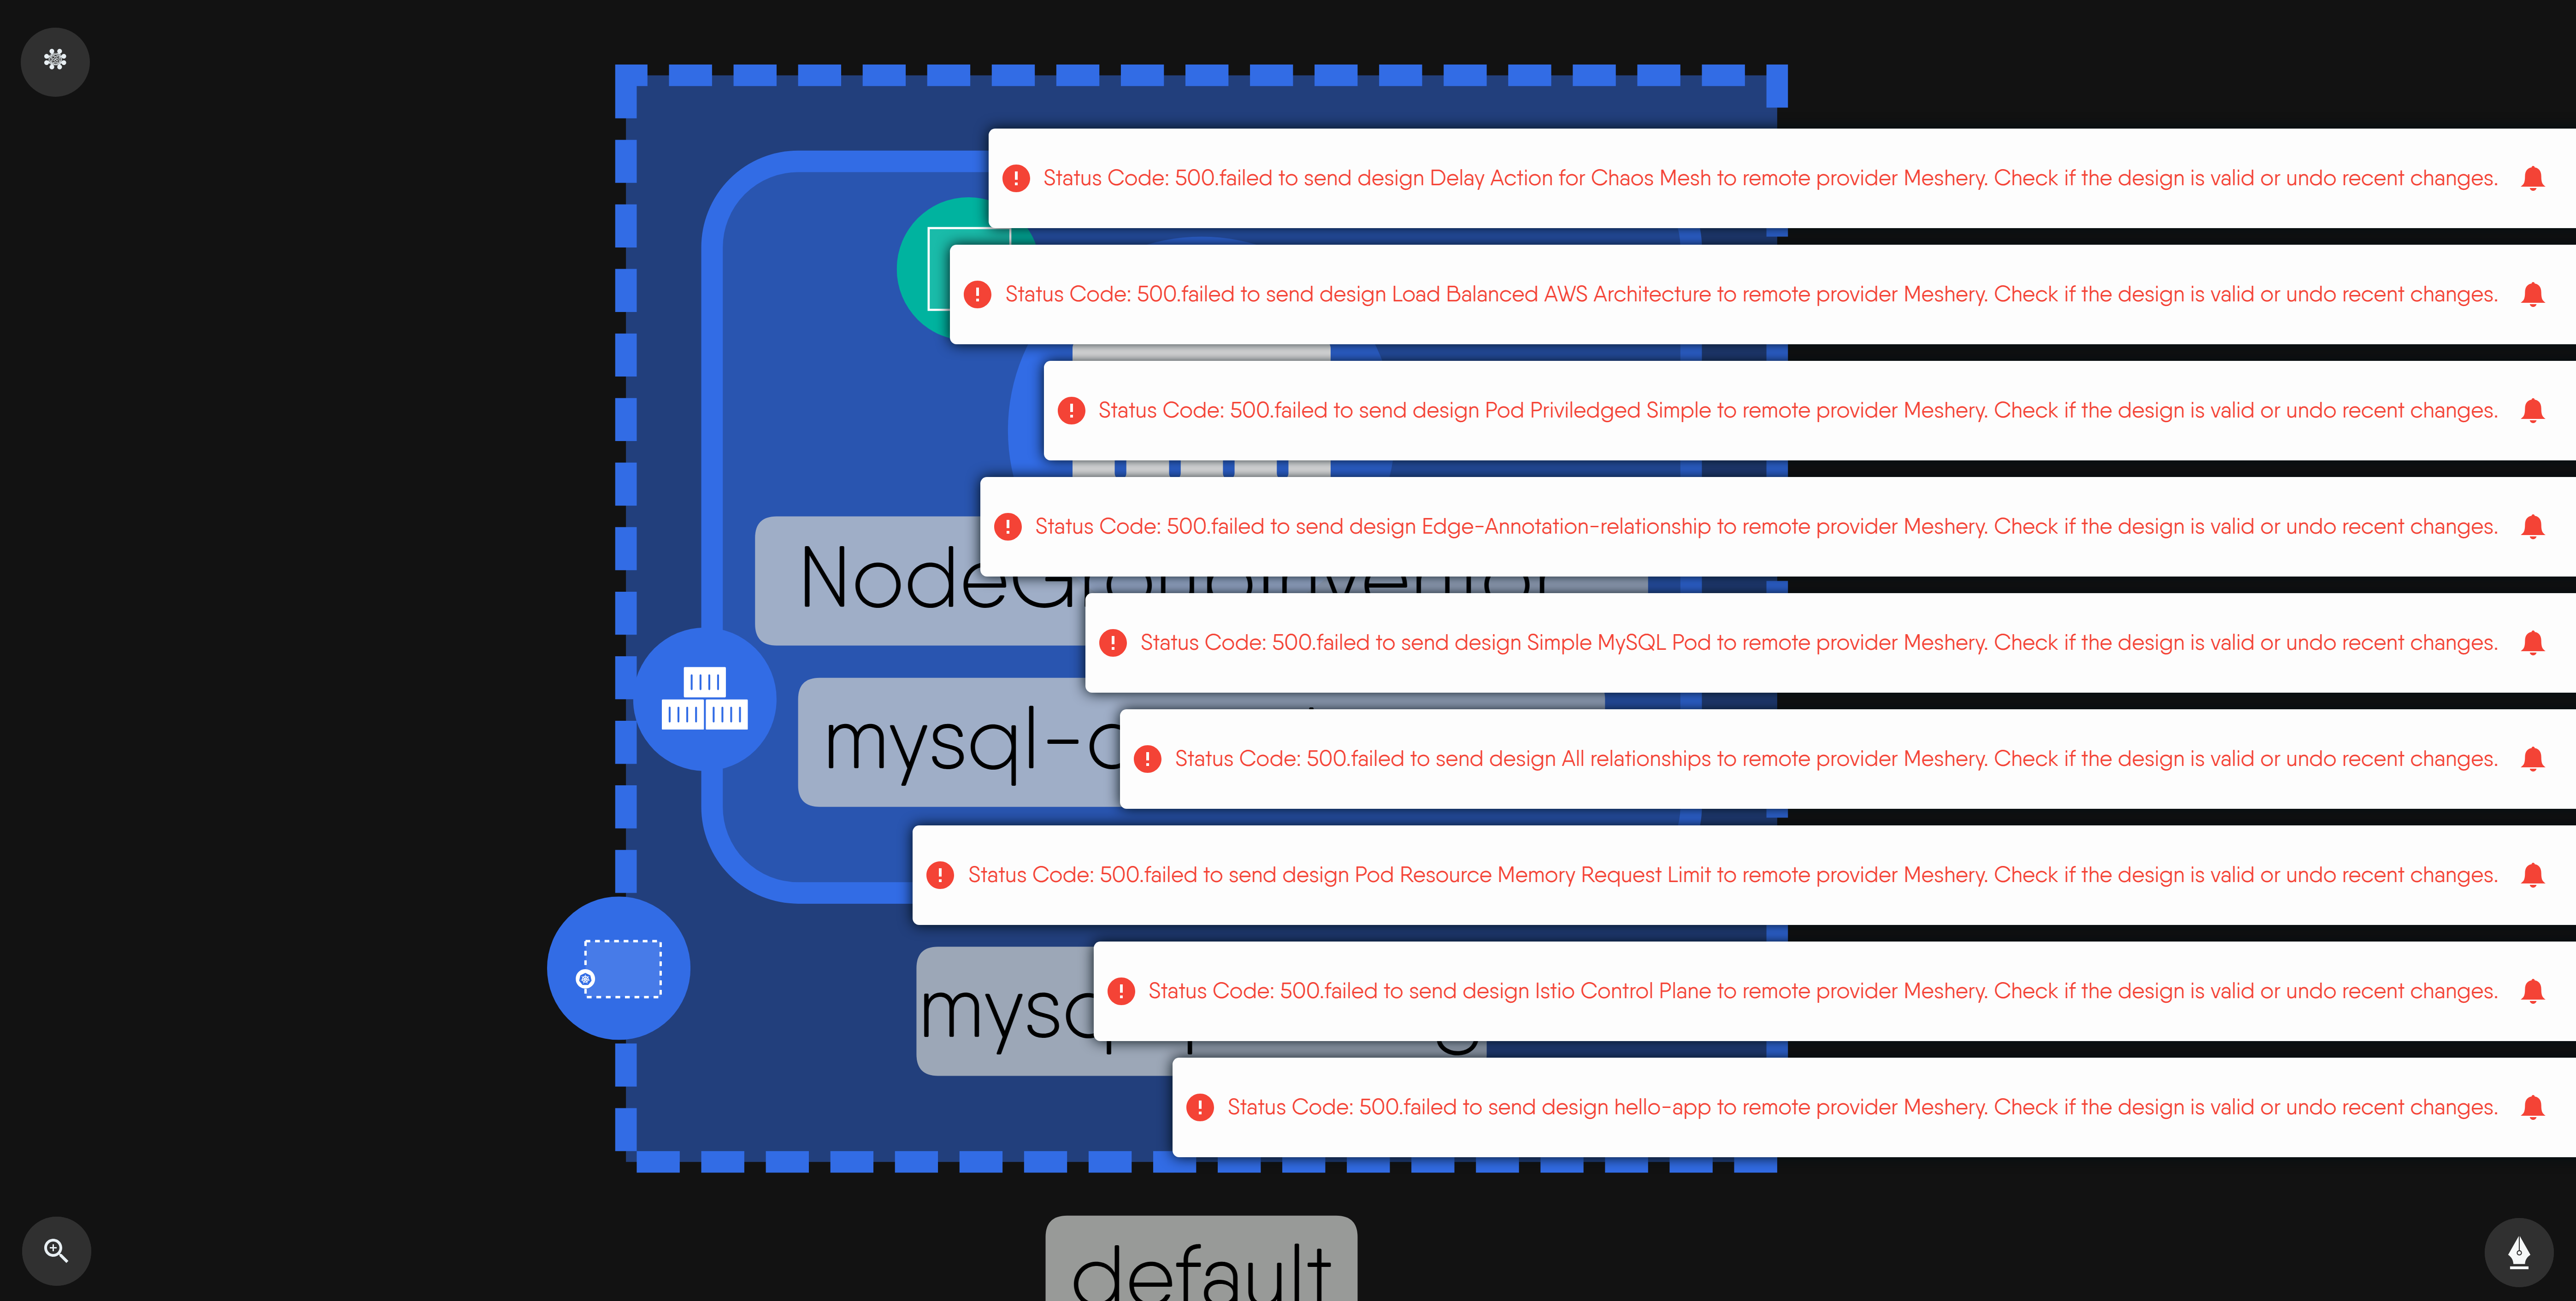 Status Code: 500.failed to send design Delay Action for Chaos Mesh to remote provider Meshery. Check if the design is valid or undo recent changes.
Status Code: 500.failed to send design Load Balanced AWS Architecture to remote provider Meshery. Check if the design is valid or undo recent changes.
Status Code: 500.failed to send design Pod Priviledged Simple to remote provider Meshery. Check if the design is valid or undo recent changes.
Status Code: 500.failed to send design Edge-Annotation-relationship to remote provider Meshery. Check if the design is valid or undo recent changes.
NodeGroupInventor
Status Code: 500.failed to send design Simple MySQL Pod to remote provider Meshery. Check if the design is valid or undo recent changes.
Status Code: 500.failed to send design All relationships to remote provider Meshery. Check if the design is valid or undo recent changes.
Status Code: 500.failed to send design Pod Resource Memory Request Limit to remote provider Meshery. Check if the design is valid or undo recent changes.
Status Code: 500.failed to send design Istio Control Plane to remote provider Meshery. Check if the design is valid or undo recent changes.
Status Code: 500.failed to send design hello-app to remote provider Meshery. Check if the design is valid or undo recent changes.
default